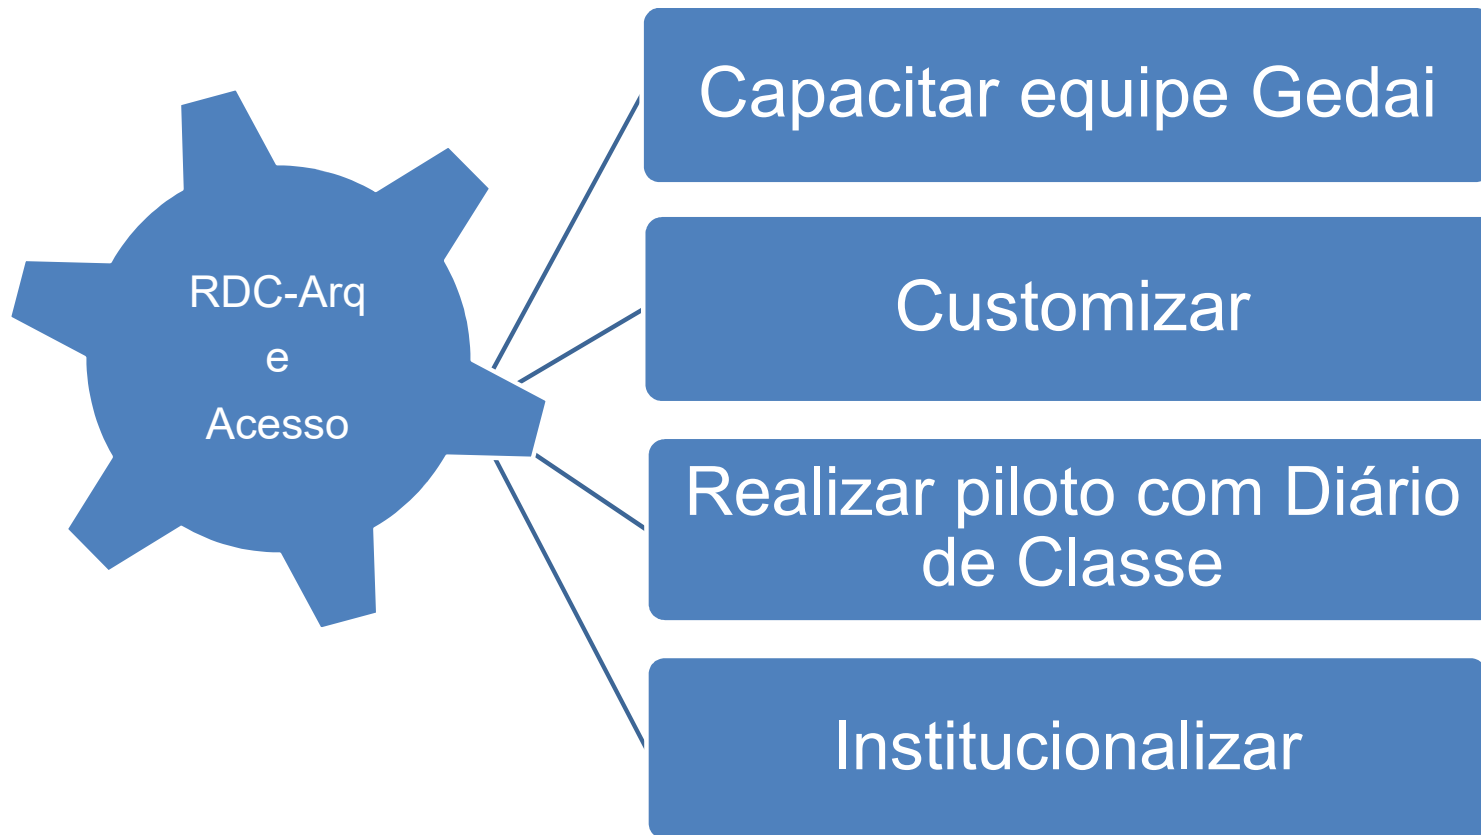 RDC-Arq
e
Acesso
Capacitar equipe Gedai
Customizar
Realizar piloto com Diário
de Classe
Institucionalizar